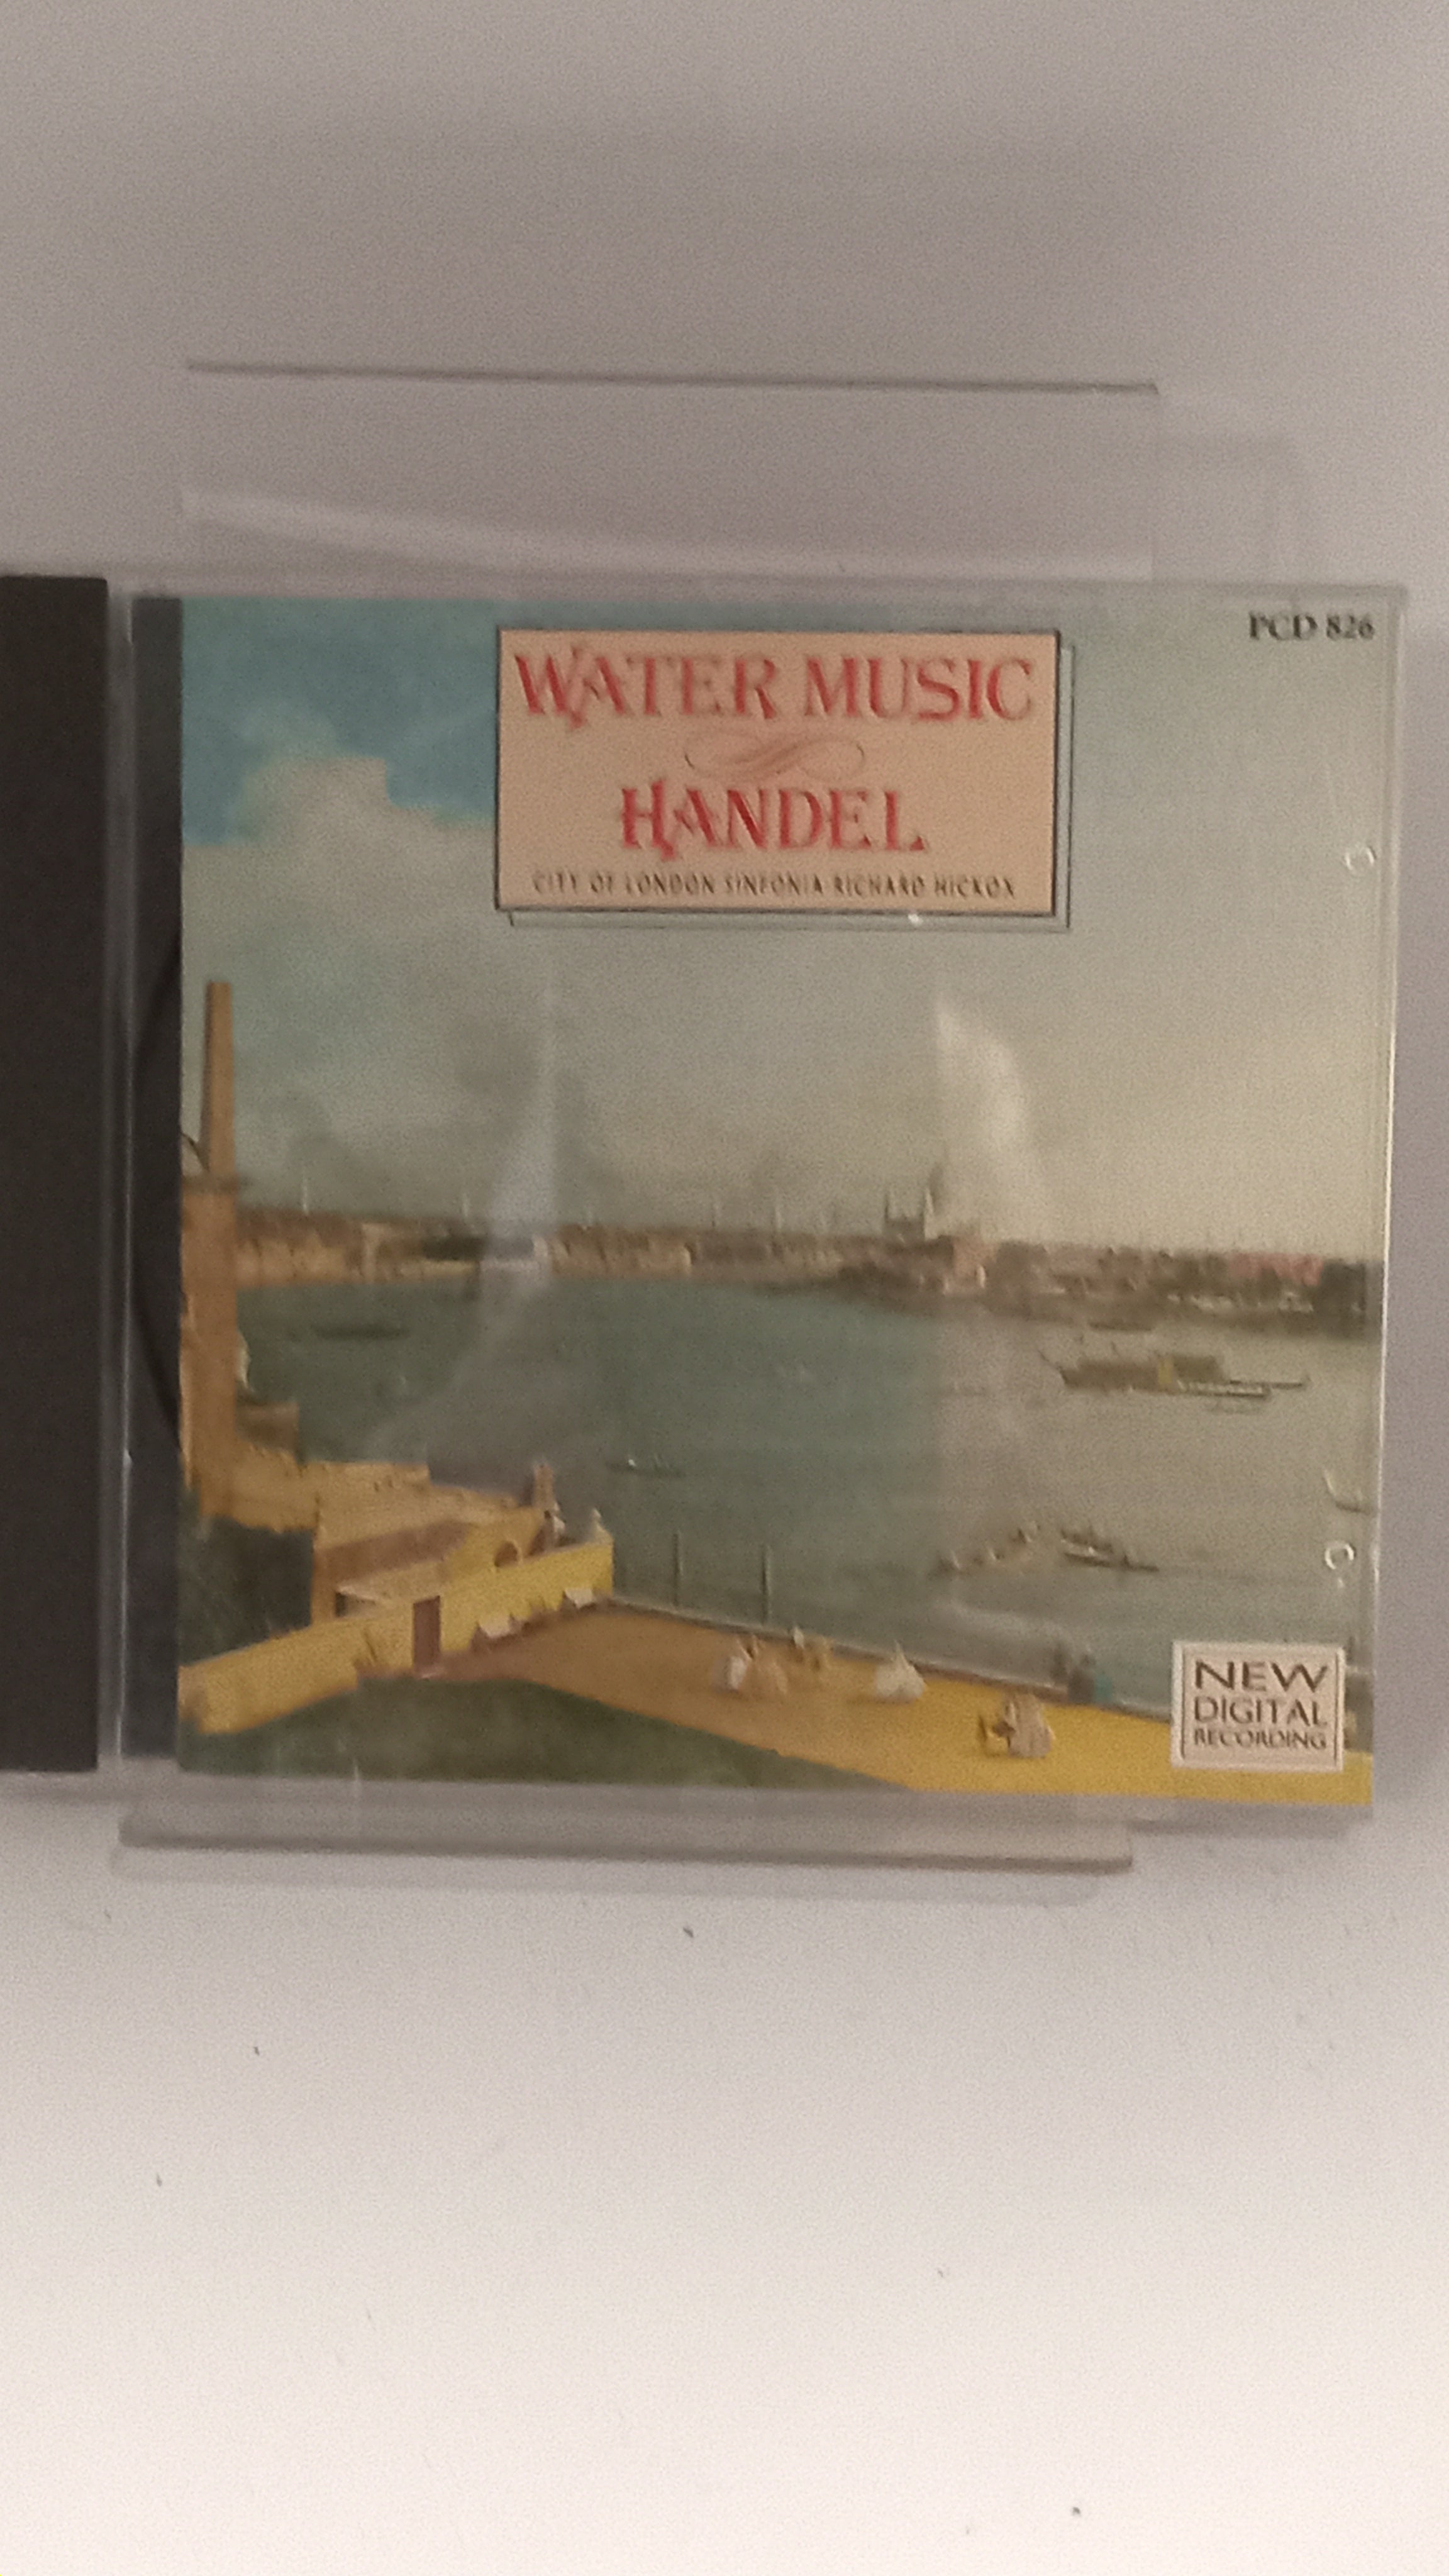 PCD 826
WATER MUSIC
HANDEL
CITY OF LONDON SINFONIA RICHARD HICKOX
NEW
DIGITAL
RECORDING